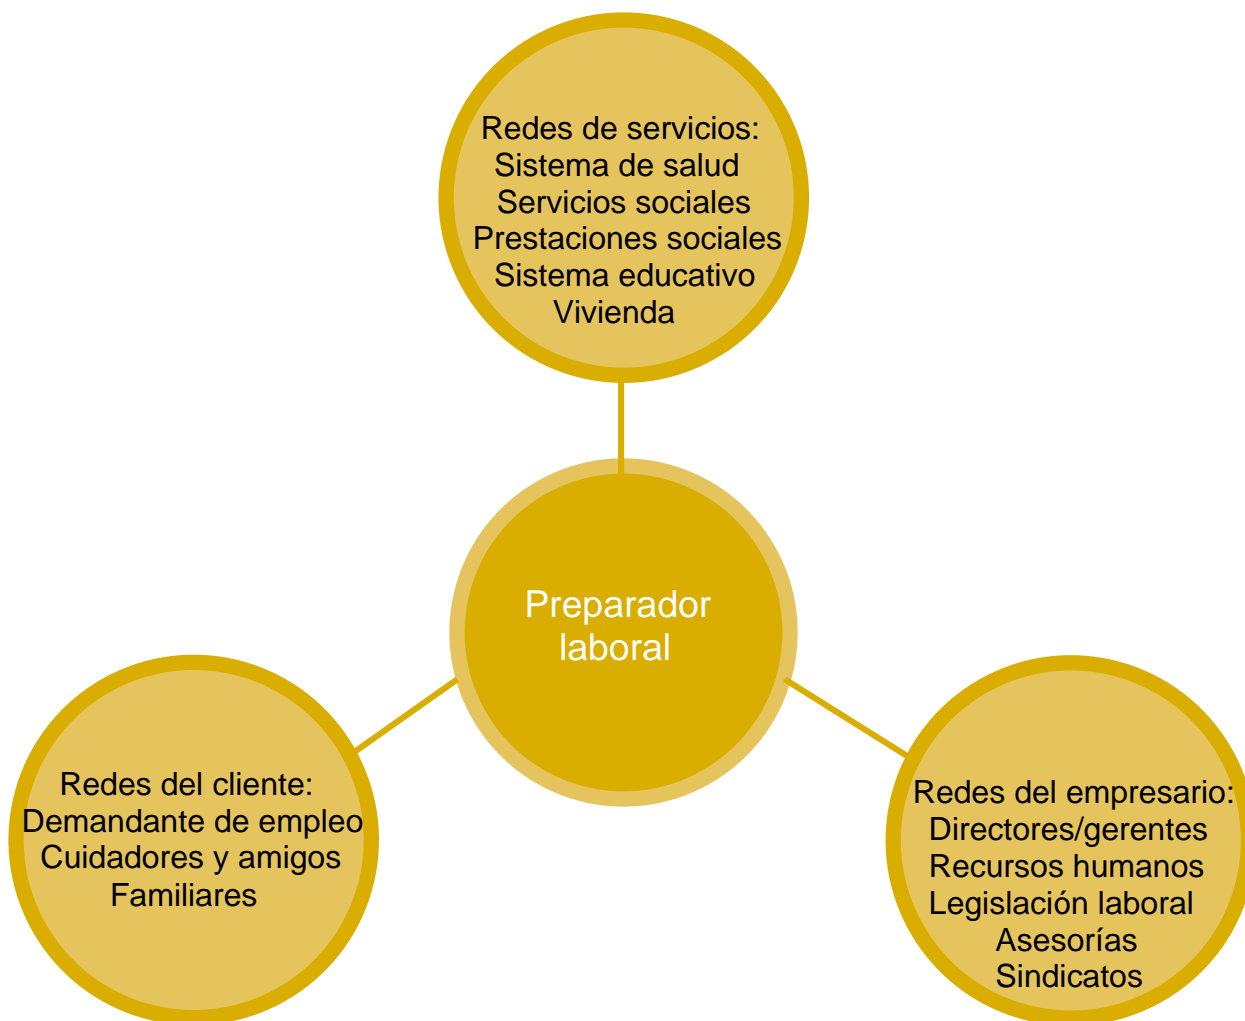 Redes de servicios:
Sistema de salud
Servicios sociales
Prestaciones sociales
Sistema educativo
Vivienda
Preparador
laboral
Redes del cliente:
Demandante de empleo
Cuidadores y amigos
Familiares
Redes del empresario:
Directores/gerentes
Recursos humanos
Legislación laboral
Asesorías
Sindicatos